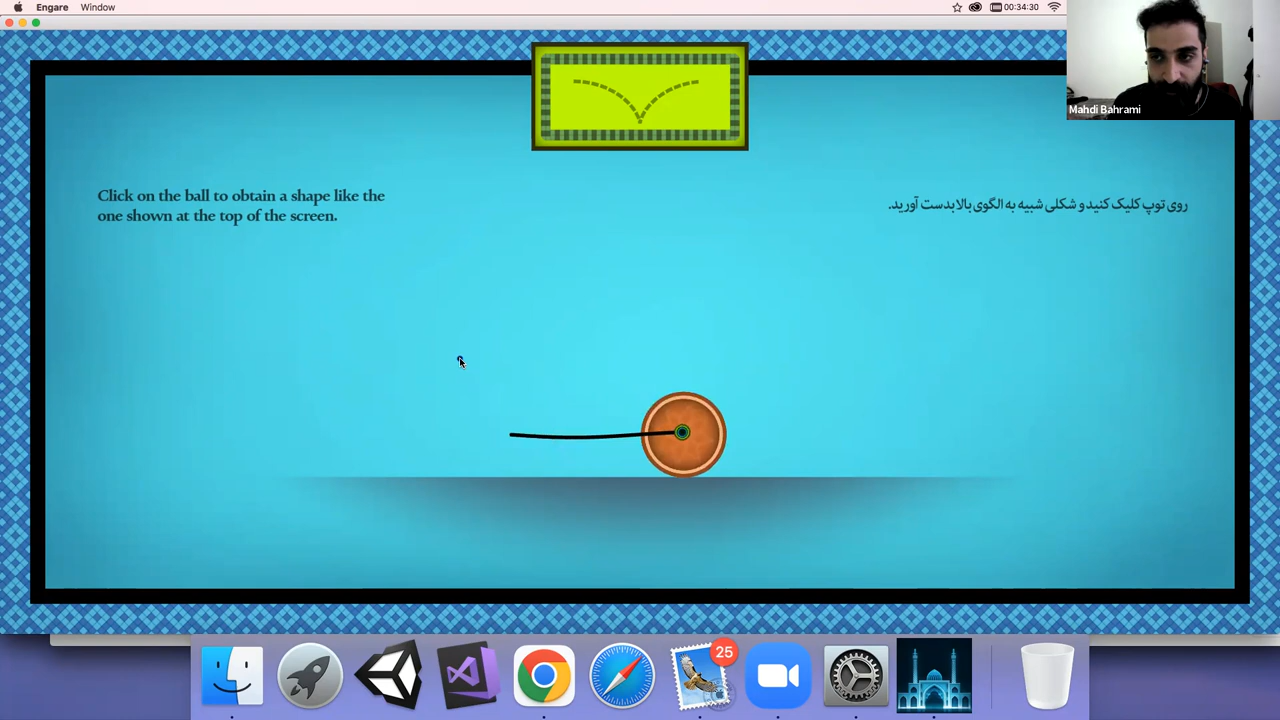 Engare Window
00:34:30
Mahdi Bahrami
Click on the ball to obtain a shape like the
one shown at the top of the screen.
روی توپ کلیک کنید و شکلی شبیه به الگوی بالا بدست آورید.
25